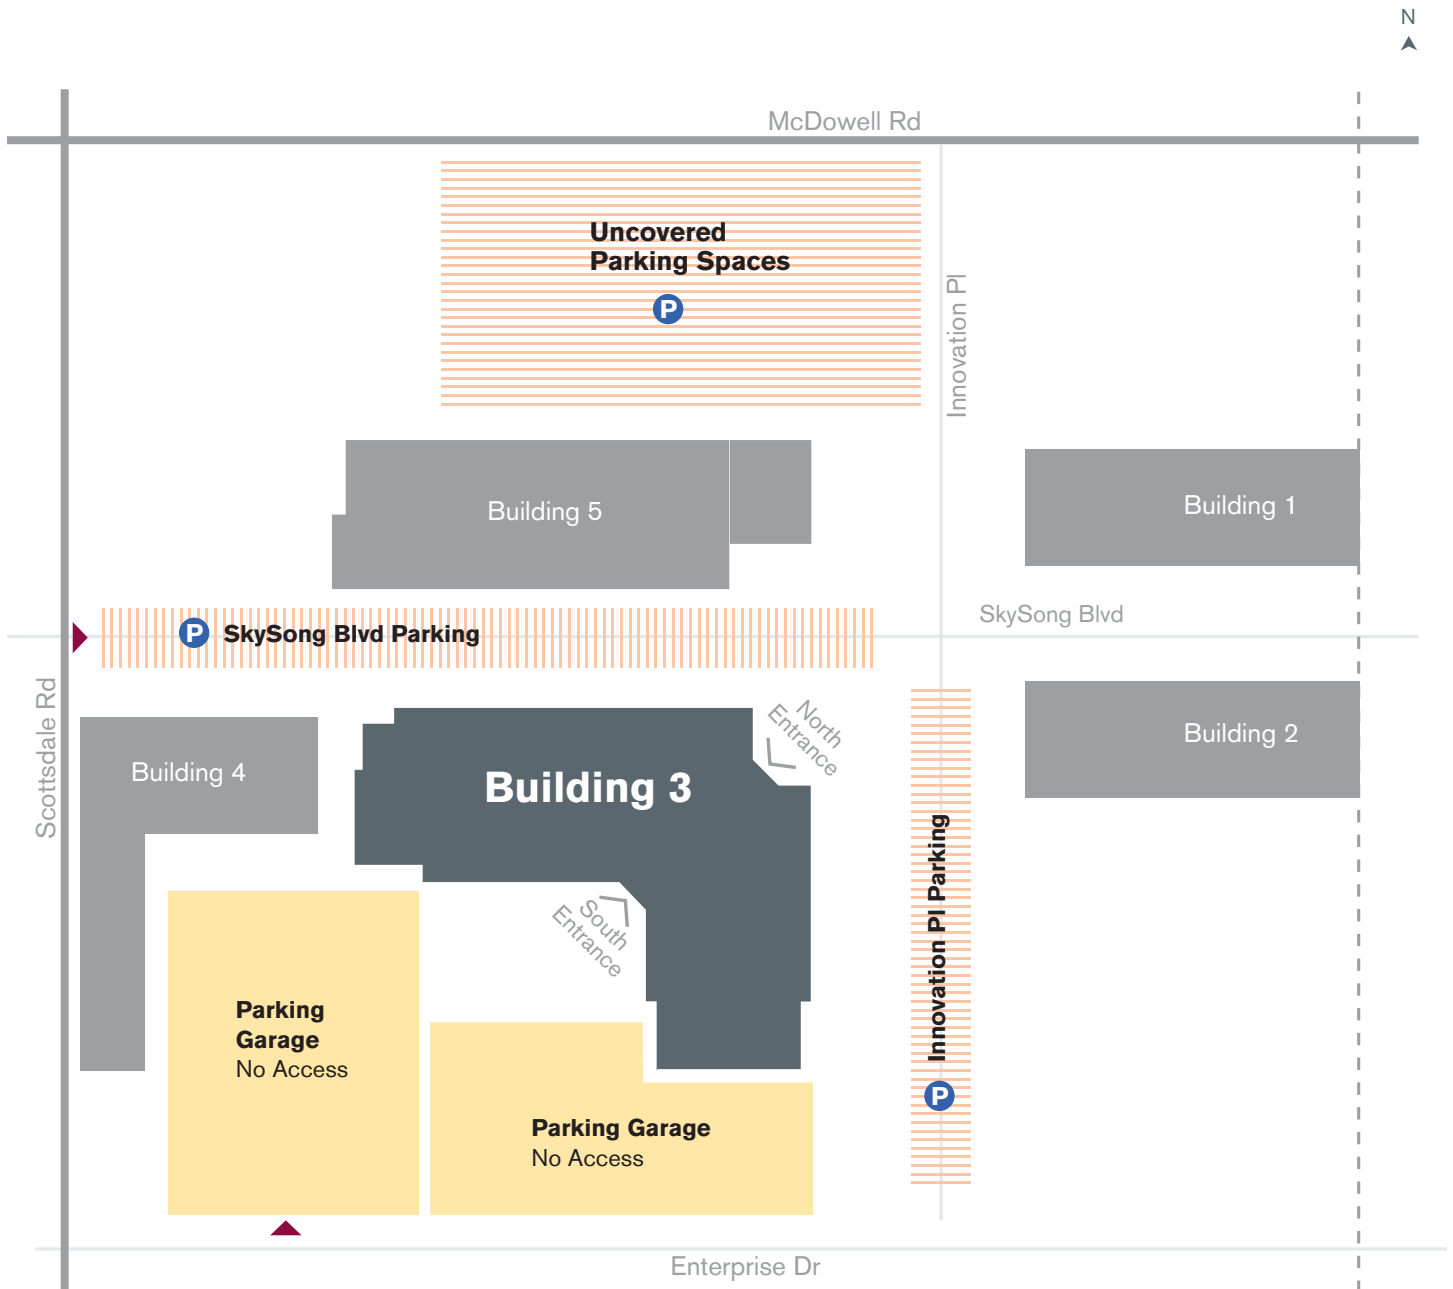 N
McDowell Rd
Uncovered
Parking Spaces
P
Innovation Pl
Building 5
Building 1
SkySong Blvd
P SkySong Blvd Parking
Scottsdale Rd
North
Entrance
Building 2
Building 4
Building 3
Innovation Pl Parking
P
South
Entrance
Parking
Garage
No Access
Parking Garage
No Access
Enterprise Dr